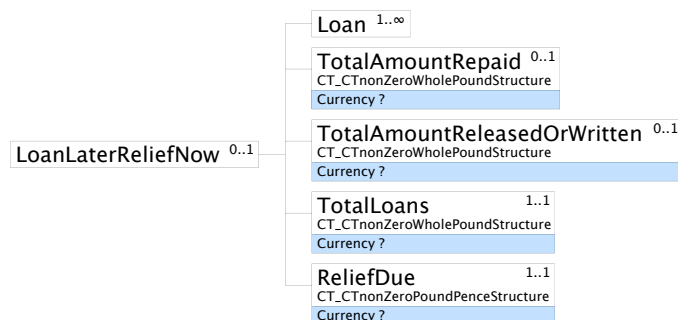 Loan 1..∞
TotalAmountRepaid 0..1
CT_CTnonZeroWholePoundStructure
Currency ?
TotalAmountReleasedOrWritten 0..1
CT_CTnonZeroWholePoundStructure
Currency ?
LoanLaterReliefNow 0..1
TotalLoans 1..1
CT_CTnonZeroWholePoundStructure
Currency ?
ReliefDue 1..1
CT_CTnonZeroPoundPenceStructure
Currency ?